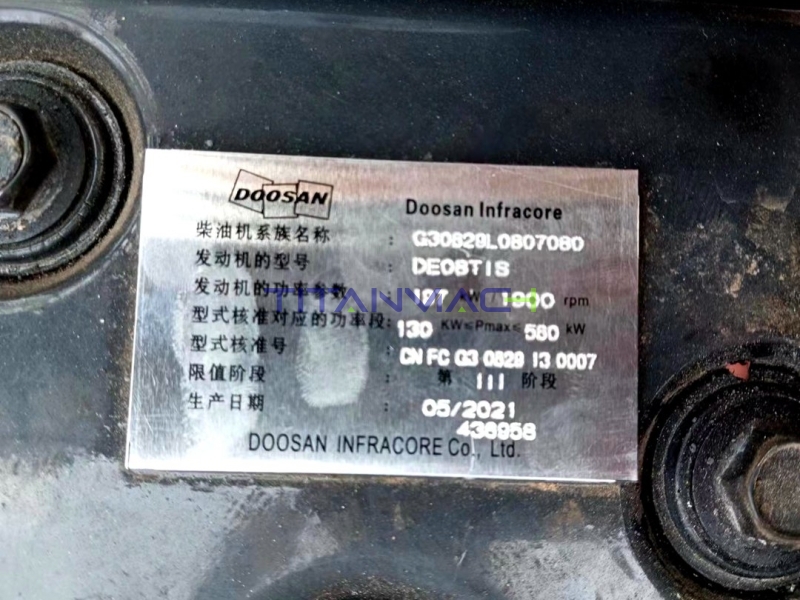 DOOSAN
Doosan Infracore
柴油机系族名称 : G30829L0807080
发动机的型号 : DE08TIS
发动机的功率参数 kW/1900 rpm
型式核准对应的功率段: 130 KW≤Pmax≤ 560 kW
型式核准号 : CN FC G3 0829 13 0007
限值阶段 : 第 III 阶段
生产日期 : 05/2021
436958
DOOSAN INFRACORE Co., Ltd.
TITANMACH